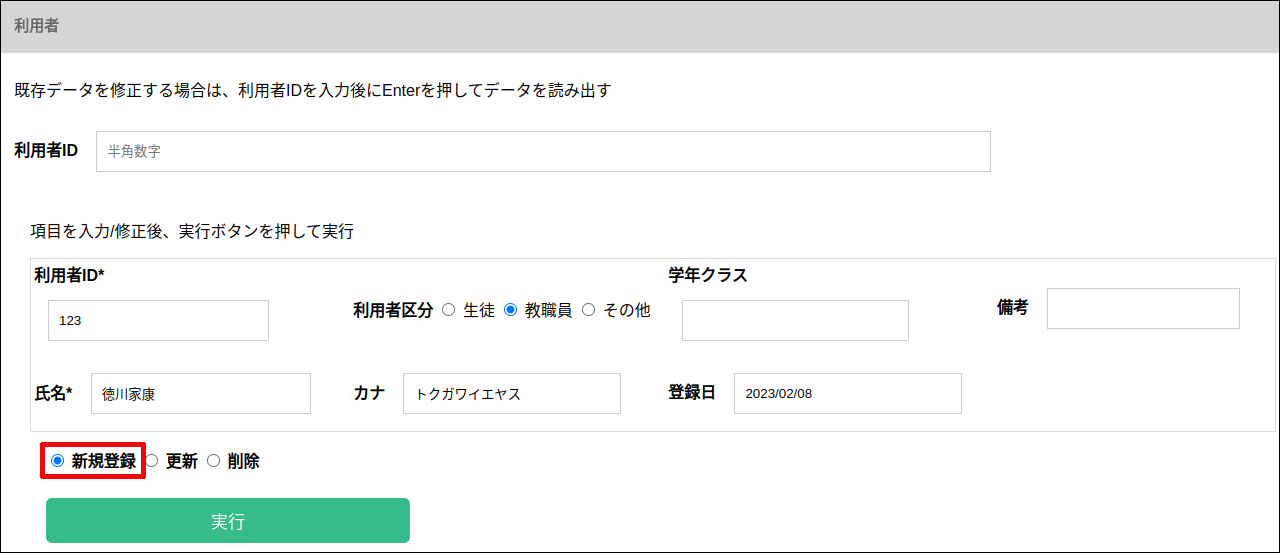 利用者
既存データを修正する場合は、利用者IDを入力後にEnterを押してデータを読み出す
利用者ID 半角数字
項目を入力/修正後、実行ボタンを押して実行
利用者ID* 学年クラス
123 利用者区分 生徒 教職員 その他 備考
氏名* 徳川家康 カナ トクガワイエヤス 登録日 2023/02/08
新規登録 更新 削除
実行